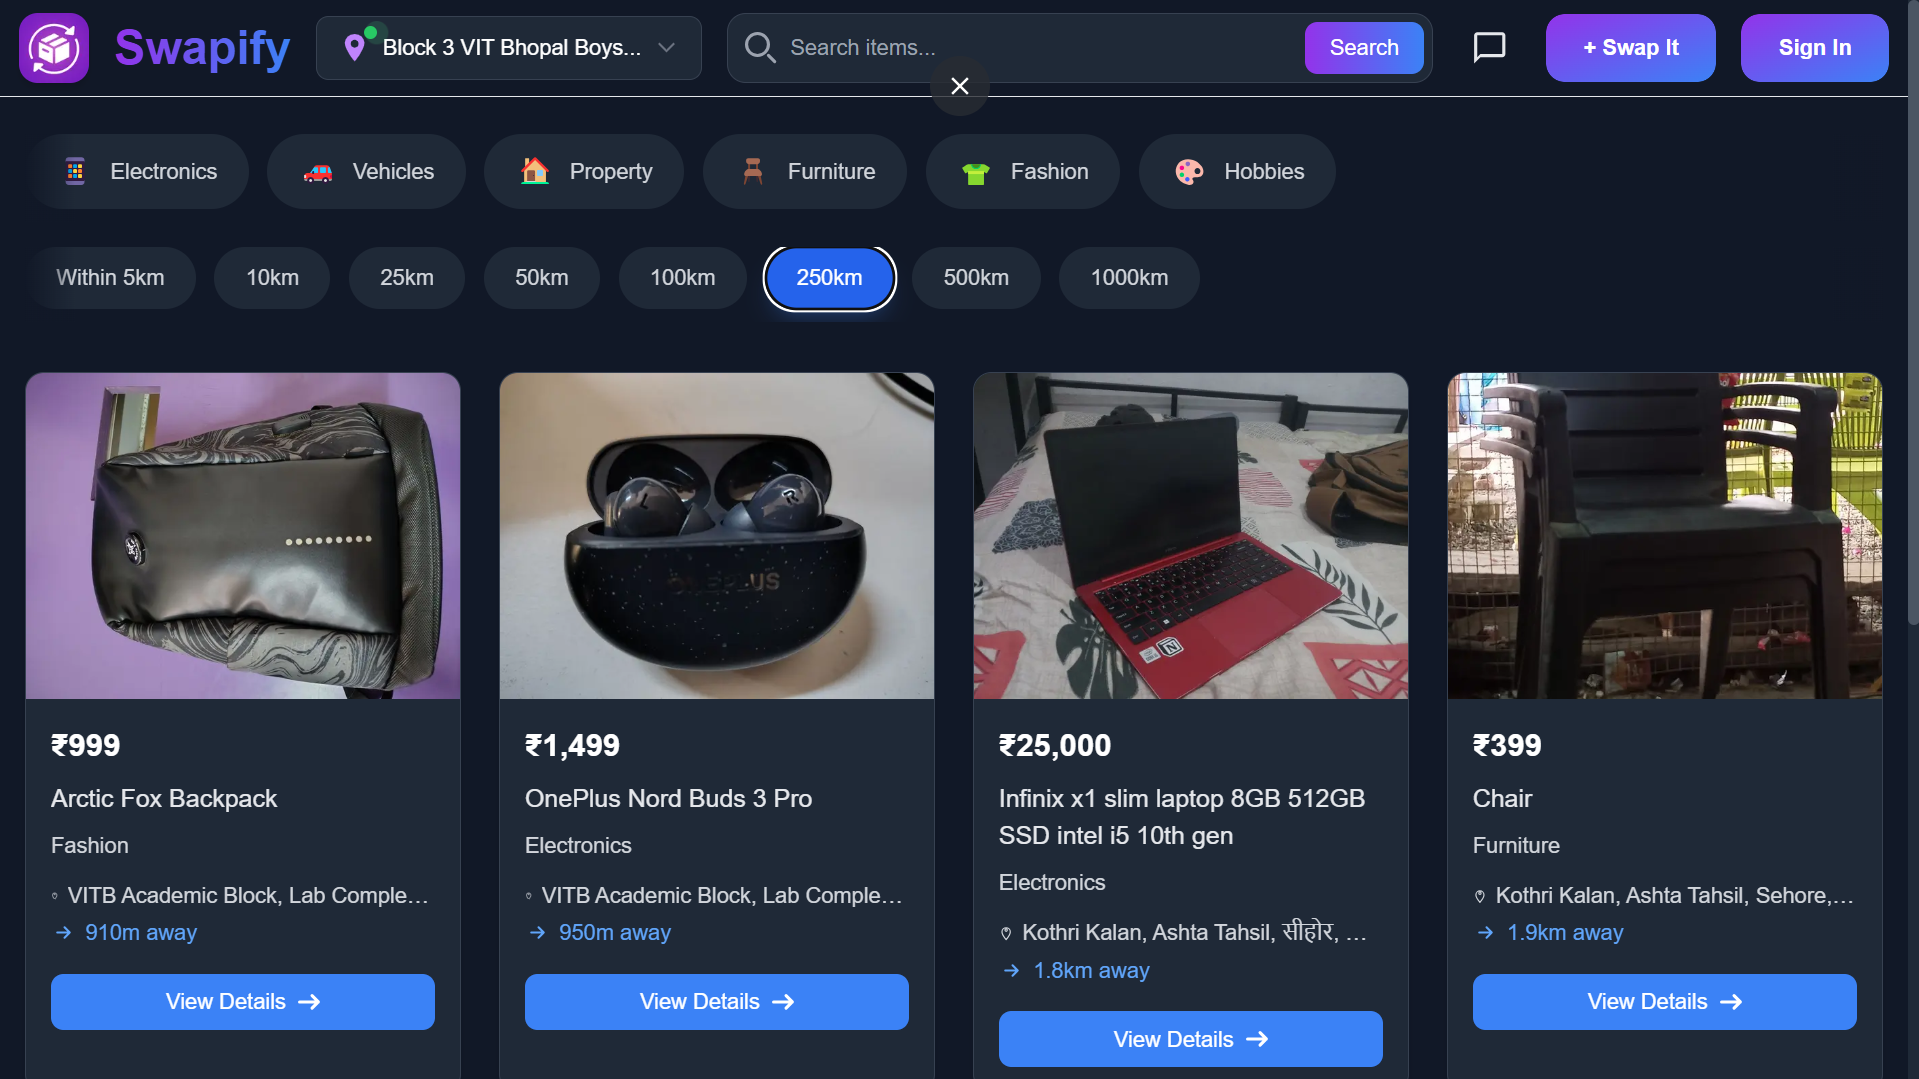 Swapify
Block 3 VIT Bhopal Boys...
Search items...
Search
+ Swap It
Sign In
Electronics
Vehicles
Property
Furniture
Fashion
Hobbies
Within 5km
10km
25km
50km
100km
250km
500km
1000km
₹999
Arctic Fox Backpack
Fashion
VITB Academic Block, Lab Comple...
910m away
View Details
₹1,499
OnePlus Nord Buds 3 Pro
Electronics
VITB Academic Block, Lab Comple...
950m away
View Details
₹25,000
Infinix x1 slim laptop 8GB 512GB
SSD intel i5 10th gen
Electronics
Kothri Kalan, Ashta Tahsil, सीहोर, ...
1.8km away
View Details
₹399
Chair
Furniture
Kothri Kalan, Ashta Tahsil, Sehore,...
1.9km away
View Details